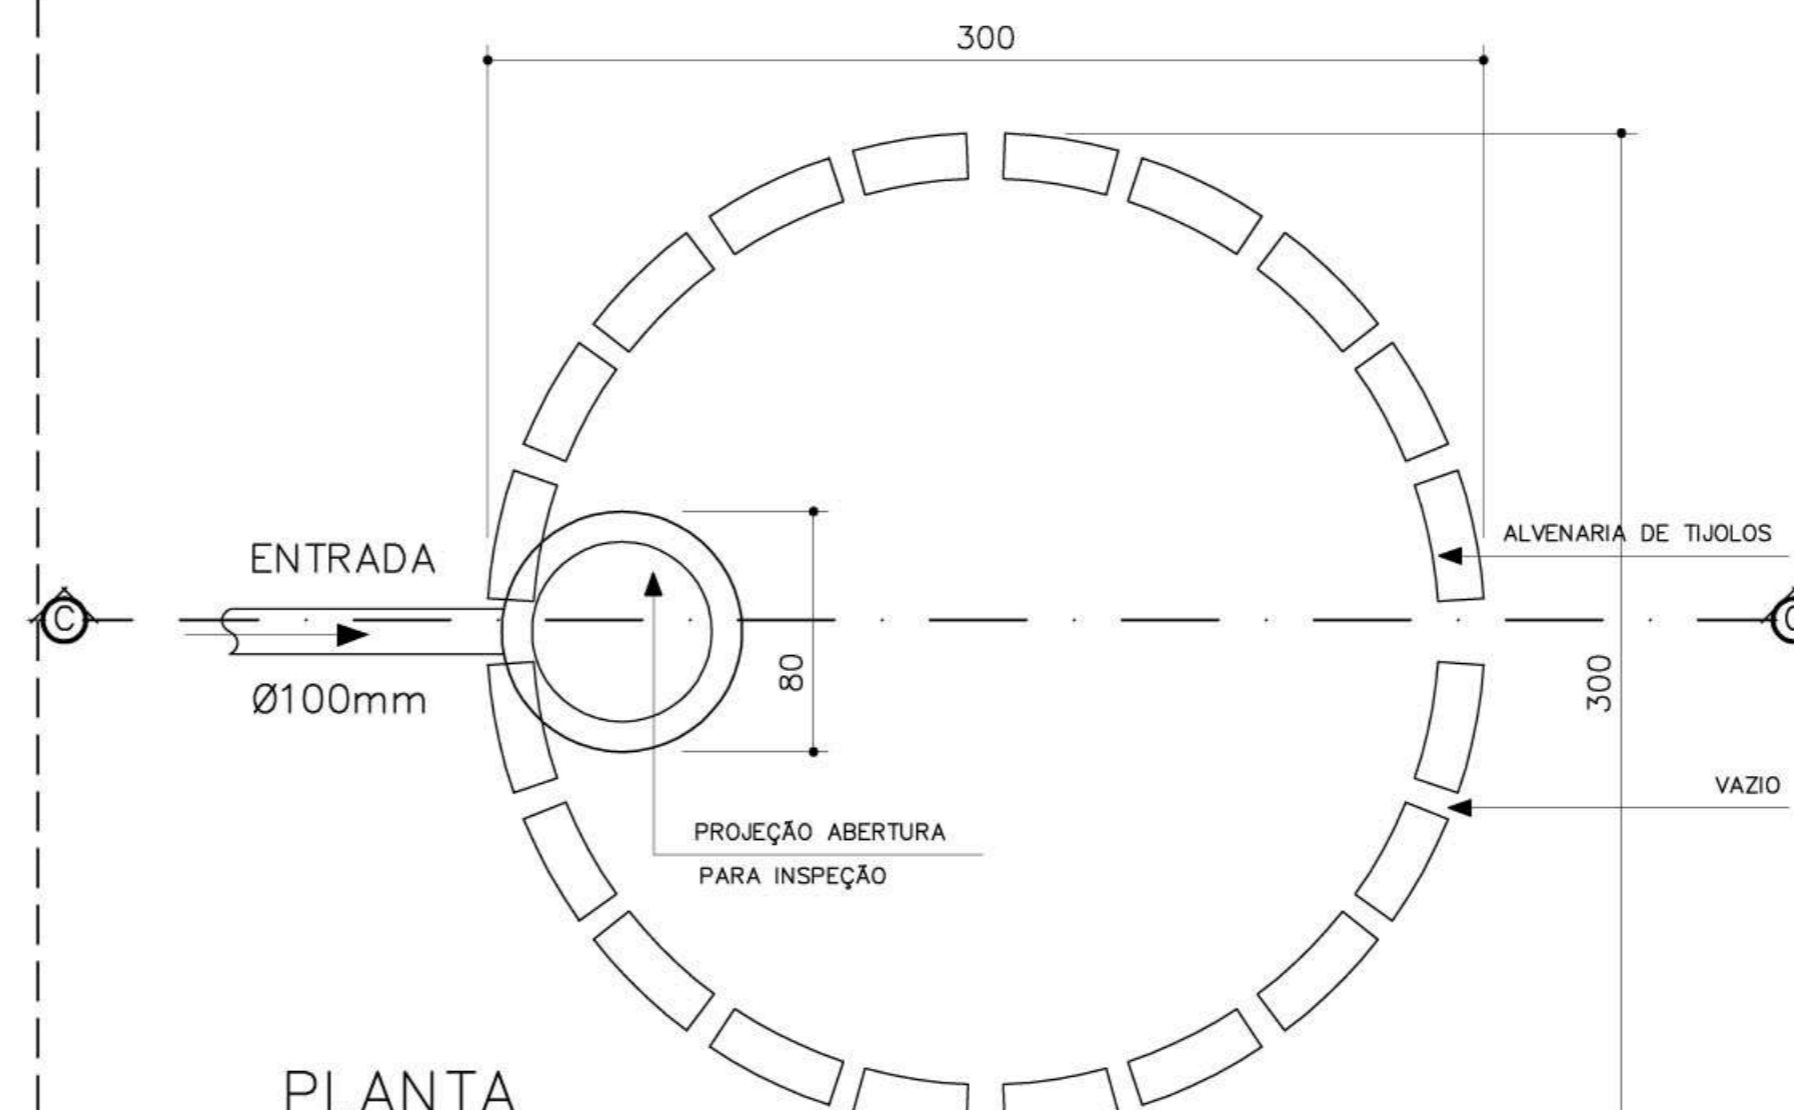 300
ALVENARIA DE TIJOLOS
ENTRADA
C
80
300
Ø100mm
VAZIO
PROJEÇÃO ABERTURA
PARA INSPEÇÃO
PLANTA